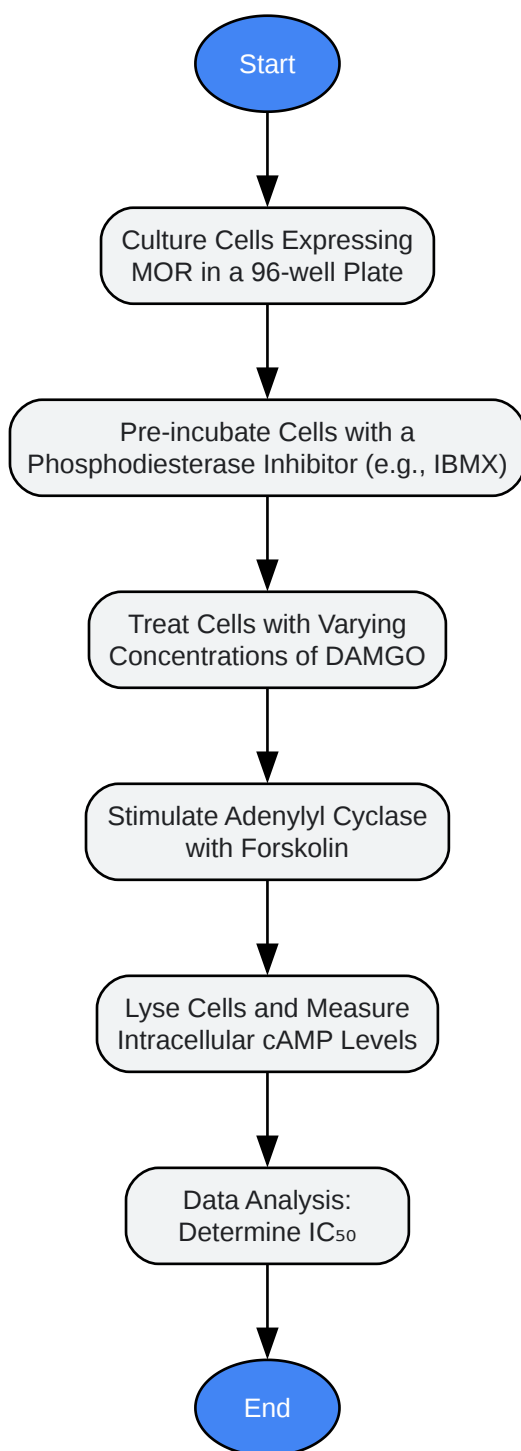 Start
Culture Cells Expressing
MOR in a 96-well Plate
Pre-incubate Cells with a
Phosphodiesterase Inhibitor (e.g., IBMX)
Treat Cells with Varying
Concentrations of DAMGO
Stimulate Adenylyl Cyclase
with Forskolin
Lyse Cells and Measure
Intracellular cAMP Levels
Data Analysis:
Determine IC₅₀
End